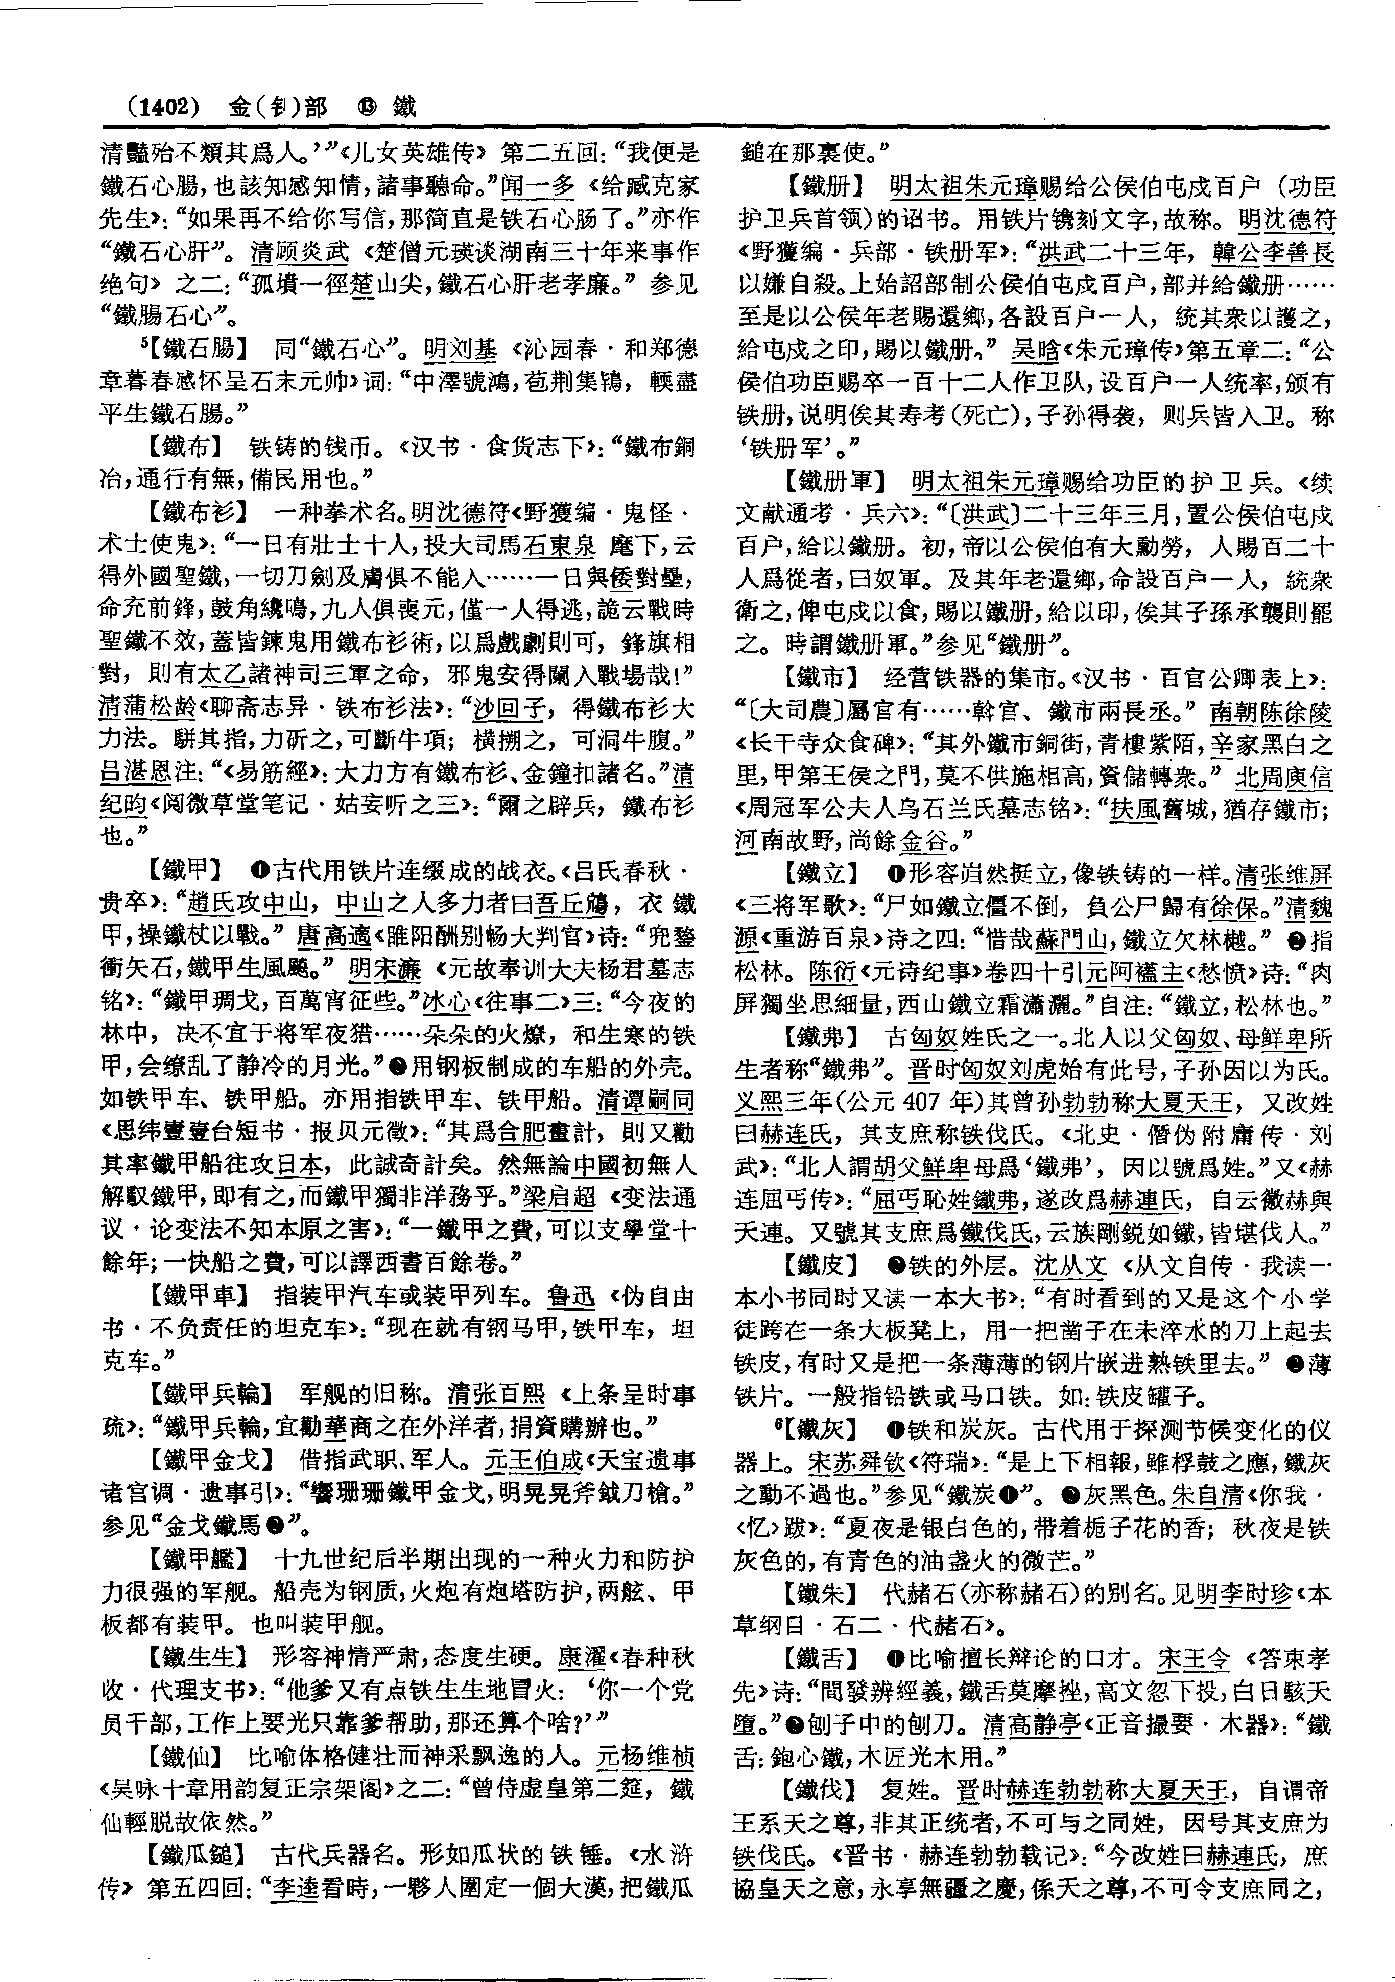 (1402) 金(钅)部 ⑬ 鐵
清豔殆不類其爲人。’”《儿女英雄传》第二五回：“我便是
鐵石心腸，也該知感知情，諸事聽命。”闻一多《给臧克家
先生》：“如果再不给你写信，那简直是铁石心肠了。”亦作
“鐵石心肝”。清顾炎武《楚僧元瑛谈湖南三十年来事作
绝句》之二：“孤墳一徑楚山尖，鐵石心肝老孝廉。”参见
“鐵腸石心”。
⁵【鐵石腸】 同“鐵石心”。明刘基《沁园春·和郑德
章暮春感怀呈石末元帅》词：“中澤號鴻，苞荆集鴇，輭盡
平生鐵石腸。”
【鐵布】 铁铸的钱币。《汉书·食货志下》：“鐵布銅
冶，通行有無，備民用也。”
【鐵布衫】 一种拳术名。明沈德符《野獲编·鬼怪·
术士使鬼》：“一日有壯士十人，投大司馬石東泉麾下，云
得外國聖鐵，一切刀劍及膚俱不能入……一日與倭對壘，
命充前鋒，鼓角纔鳴，九人俱喪元，僅一人得逃，詭云戰時
聖鐵不效，蓋皆鍊鬼用鐵布衫術，以爲戲劇則可，鋒旗相
對，則有太乙諸神司三軍之命，邪鬼安得闌入戰場哉！”
清蒲松龄《聊斋志异·铁布衫法》：“沙回子，得鐵布衫大
力法。駢其指，力斫之，可斷牛項；橫搠之，可洞牛腹。”
吕湛恩注：“《易筋經》：大力方有鐵布衫、金鐘扣諸名。”清
纪昀《阅微草堂笔记·姑妄听之三》：“爾之辟兵，鐵布衫
也。”
【鐵甲】 ❶古代用铁片连缀成的战衣。《吕氏春秋·
贵卒》：“趙氏攻中山，中山之人多力者曰吾丘鴪，衣鐵
甲，操鐵杖以戰。”唐高適《睢阳酬别畅大判官》诗：“兜鍪
衝矢石，鐵甲生風颸。”明宋濂《元故奉训大夫杨君墓志
铭》：“鐵甲琱戈，百萬宵征些。”冰心《往事二》三：“今夜的
林中，决不宜于将军夜猎……朵朵的火燎，和生寒的铁
甲，会缭乱了静冷的月光。”❷用钢板制成的车船的外壳。
如铁甲车、铁甲船。亦用指铁甲车、铁甲船。清谭嗣同
《思纬壹壹台短书·报贝元徵》：“其爲合肥畫計，則又勸
其率鐵甲船往攻日本，此誠奇計矣。然無論中國初無人
解馭鐵甲，即有之，而鐵甲獨非洋務乎。”梁启超《变法通
议·论变法不知本原之害》：“一鐵甲之費，可以支學堂十
餘年；一快船之費，可以譯西書百餘卷。”
【鐵甲車】 指装甲汽车或装甲列车。鲁迅《伪自由
书·不负责任的坦克车》：“现在就有钢马甲，铁甲车，坦
克车。”
【鐵甲兵輪】 军舰的旧称。清张百熙《上条呈时事
疏》：“鐵甲兵輪，宜勸華商之在外洋者，捐資購辦也。”
【鐵甲金戈】 借指武职、军人。元王伯成《天宝遗事
诸宫调·遗事引》：“響珊珊鐵甲金戈，明晃晃斧鉞刀槍。”
参见“金戈鐵馬❷”。
【鐵甲艦】 十九世纪后半期出现的一种火力和防护
力很强的军舰。船壳为钢质，火炮有炮塔防护，两舷、甲
板都有装甲。也叫装甲舰。
【鐵生生】 形容神情严肃，态度生硬。康濯《春种秋
收·代理支书》：“他爹又有点铁生生地冒火：‘你一个党
员干部，工作上要光只靠爹帮助，那还算个啥？’”
【鐵仙】 比喻体格健壮而神采飘逸的人。元杨维桢
《吴咏十章用韵复正宗架阁》之二：“曾侍虚皇第二筵，鐵
仙輕脱故依然。”
【鐵瓜鎚】 古代兵器名。形如瓜状的铁锤。《水浒
传》第五四回：“李逵看時，一夥人圍定一個大漢，把鐵瓜
鎚在那裏使。”
【鐵册】 明太祖朱元璋赐给公侯伯屯戍百户（功臣
护卫兵首领）的诏书。用铁片镌刻文字，故称。明沈德符
《野獲编·兵部·铁册军》：“洪武二十三年，韓公李善長
以嫌自殺。上始詔部制公侯伯屯戍百户，部并給鐵册……
至是以公侯年老賜還鄉，各設百户一人，統其衆以護之，
給屯戍之印，賜以鐵册。”吴晗《朱元璋传》第五章二：“公
侯伯功臣赐卒一百十二人作卫队，设百户一人统率，颁有
铁册，说明俟其寿考（死亡），子孙得袭，则兵皆入卫。称
‘铁册军’。”
【鐵册軍】 明太祖朱元璋赐给功臣的护卫兵。《续
文献通考·兵六》：“〔洪武〕二十三年三月，置公侯伯屯戍
百户，給以鐵册。初，帝以公侯伯有大勳勞，人賜百二十
人爲從者，曰奴軍。及其年老還鄉，命設百户一人，統衆
衛之，俾屯戍以食，賜以鐵册，給以印，俟其子孫承襲則罷
之。時謂鐵册軍。”参见“鐵册”。
【鐵市】 经营铁器的集市。《汉书·百官公卿表上》：
“〔大司農〕屬官有……斡官、鐵市兩長丞。”南朝陈徐陵
《长干寺众食碑》：“其外鐵市銅街，青樓紫陌，辛家黑白之
里，甲第王侯之門，莫不供施相高，資儲轉衆。”北周庾信
《周冠军公夫人乌石兰氏墓志铭》：“扶風舊城，猶存鐵市；
河南故野，尚餘金谷。”
【鐵立】 ❶形容岿然挺立，像铁铸的一样。清张维屏
《三将军歌》：“尸如鐵立僵不倒，負公尸歸有徐保。”清魏
源《重游百泉》诗之四：“惜哉蘇門山，鐵立欠林樾。”❷指
松林。陈衍《元诗纪事》卷四十引元阿䙔主《愁愤》诗：“肉
屏獨坐思細量，西山鐵立霜瀟灑。”自注：“鐵立，松林也。”
【鐵弗】 古匈奴姓氏之一。北人以父匈奴、母鲜卑所
生者称“鐵弗”。晋时匈奴刘虎始有此号，子孙因以为氏。
义熙三年（公元407年）其曾孙勃勃称大夏天王，又改姓
曰赫连氏，其支庶称铁伐氏。《北史·僭伪附庸传·刘
武》：“北人謂胡父鮮卑母爲‘鐵弗’，因以號爲姓。”又《赫
连屈丐传》：“屈丐恥姓鐵弗，遂改爲赫連氏，自云徽赫與
天連。又號其支庶爲鐵伐氏，云族剛鋭如鐵，皆堪伐人。”
【鐵皮】 ❶铁的外层。沈从文《从文自传·我读一
本小书同时又读一本大书》：“有时看到的又是这个小学
徒跨在一条大板凳上，用一把凿子在未淬水的刀上起去
铁皮，有时又是把一条薄薄的钢片嵌进熟铁里去。”❷薄
铁片。一般指铅铁或马口铁。如：铁皮罐子。
⁶【鐵灰】 ❶铁和炭灰。古代用于探测节候变化的仪
器上。宋苏舜钦《符瑞》：“是上下相報，雖桴鼓之應，鐵灰
之動不過也。”参见“鐵炭❶”。❷灰黑色。朱自清《你我·
〈忆〉跋》：“夏夜是银白色的，带着栀子花的香；秋夜是铁
灰色的，有青色的油盏火的微芒。”
【鐵朱】 代赭石（亦称赭石）的别名。见明李时珍《本
草纲目·石二·代赭石》。
【鐵舌】 ❶比喻擅长辩论的口才。宋王令《答束孝
先》诗：“間發辨經義，鐵舌莫摩挫，高文忽下投，白日駭天
墮。”❷刨子中的刨刀。清高静亭《正音撮要·木器》：“鐵
舌：鉋心鐵，木匠光木用。”
【鐵伐】 复姓。晋时赫连勃勃称大夏天王，自谓帝
王系天之尊，非其正统者，不可与之同姓，因号其支庶为
铁伐氏。《晋书·赫连勃勃载记》：“今改姓曰赫連氏，庶
協皇天之意，永享無疆之慶，係天之尊，不可令支庶同之，